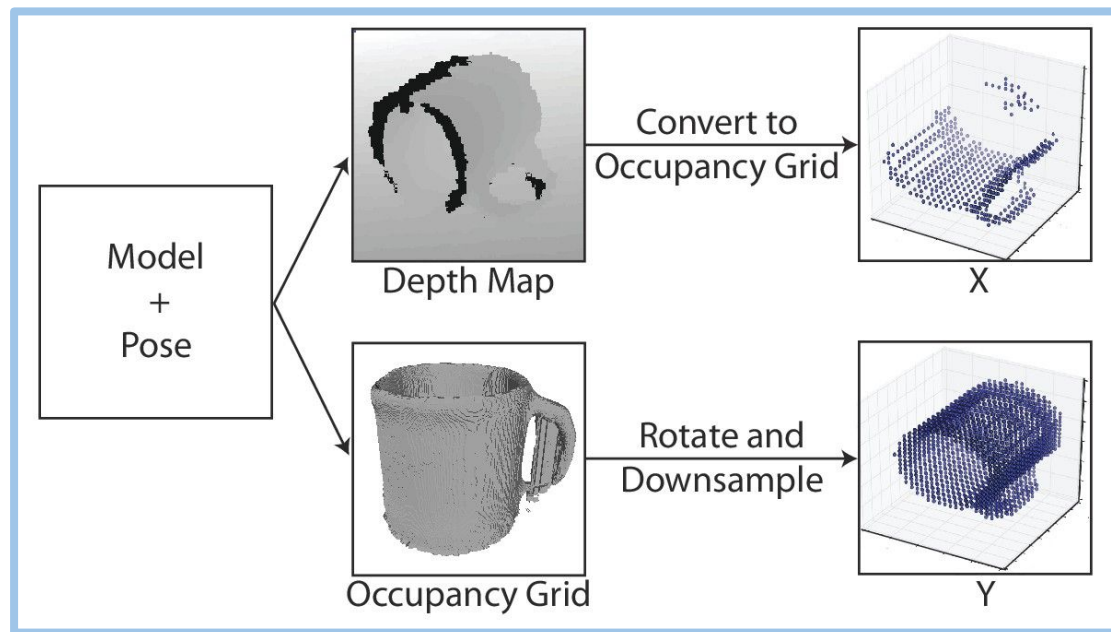 Model
+
Pose
Depth Map
Convert to
Occupancy Grid
X
Occupancy Grid
Rotate and
Downsample
Y